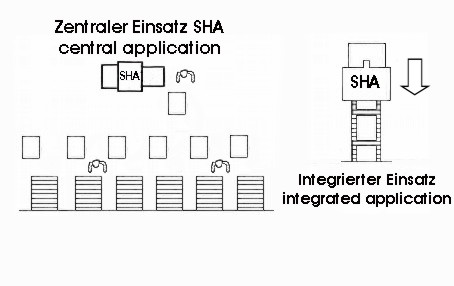 Zentraler Einsatz SHA
central application
SHA
SHA
Integrierter Einsatz
integrated application